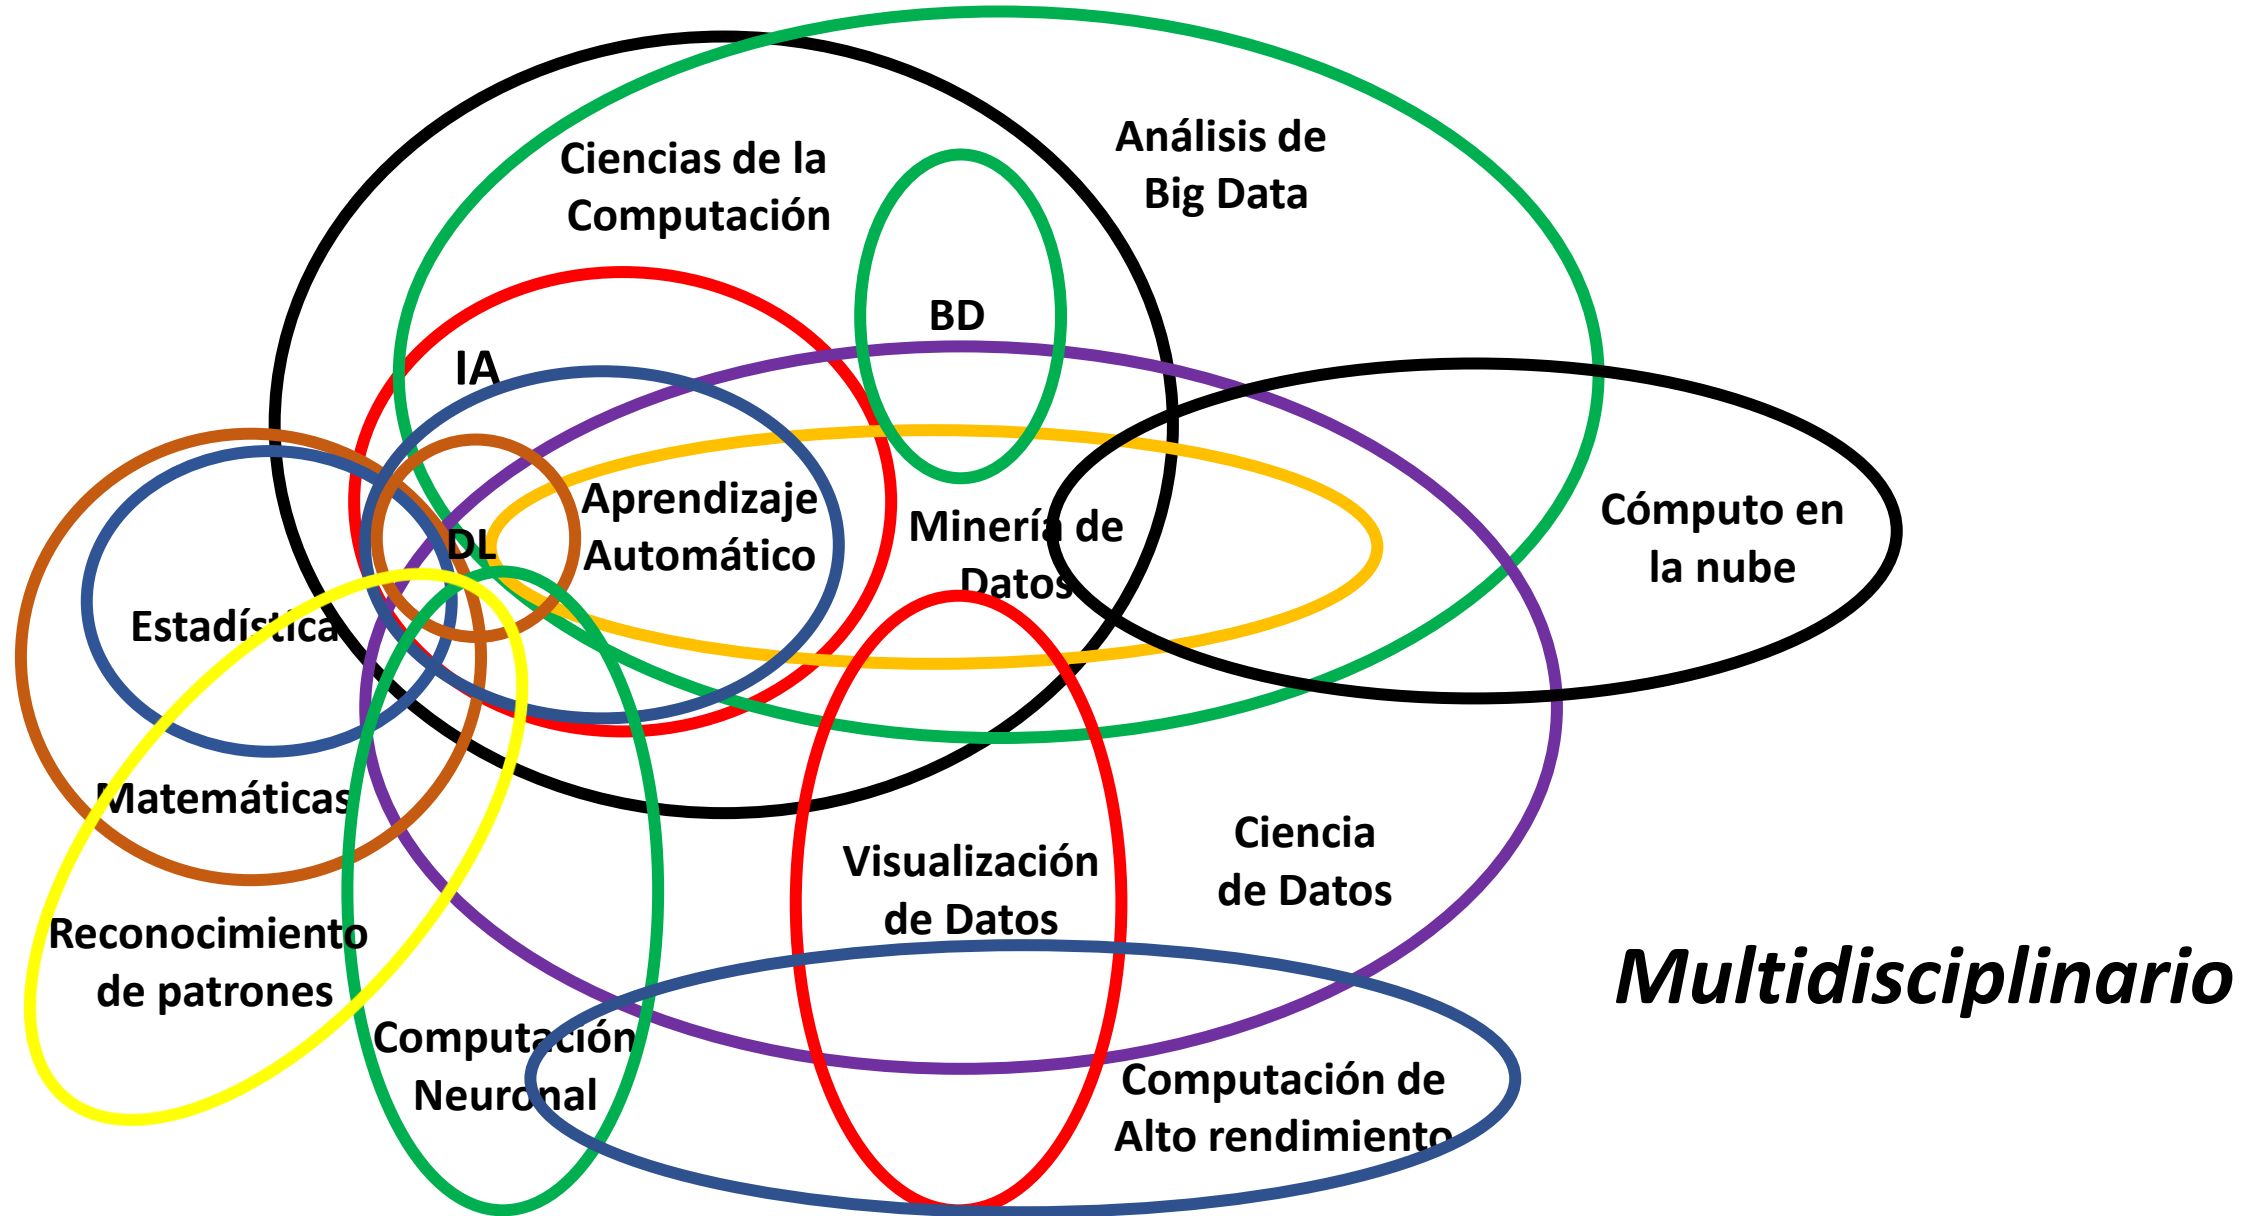 Ciencias de la
Computación
Análisis de
Big Data
BD
IA
Aprendizaje
Automático
Minería de
Datos
Cómputo en
la nube
DL
Estadística
Matemáticas
Reconocimiento
de patrones
Computación
Neuronal
Visualización
de Datos
Ciencia
de Datos
Computación de
Alto rendimiento
Multidisciplinario